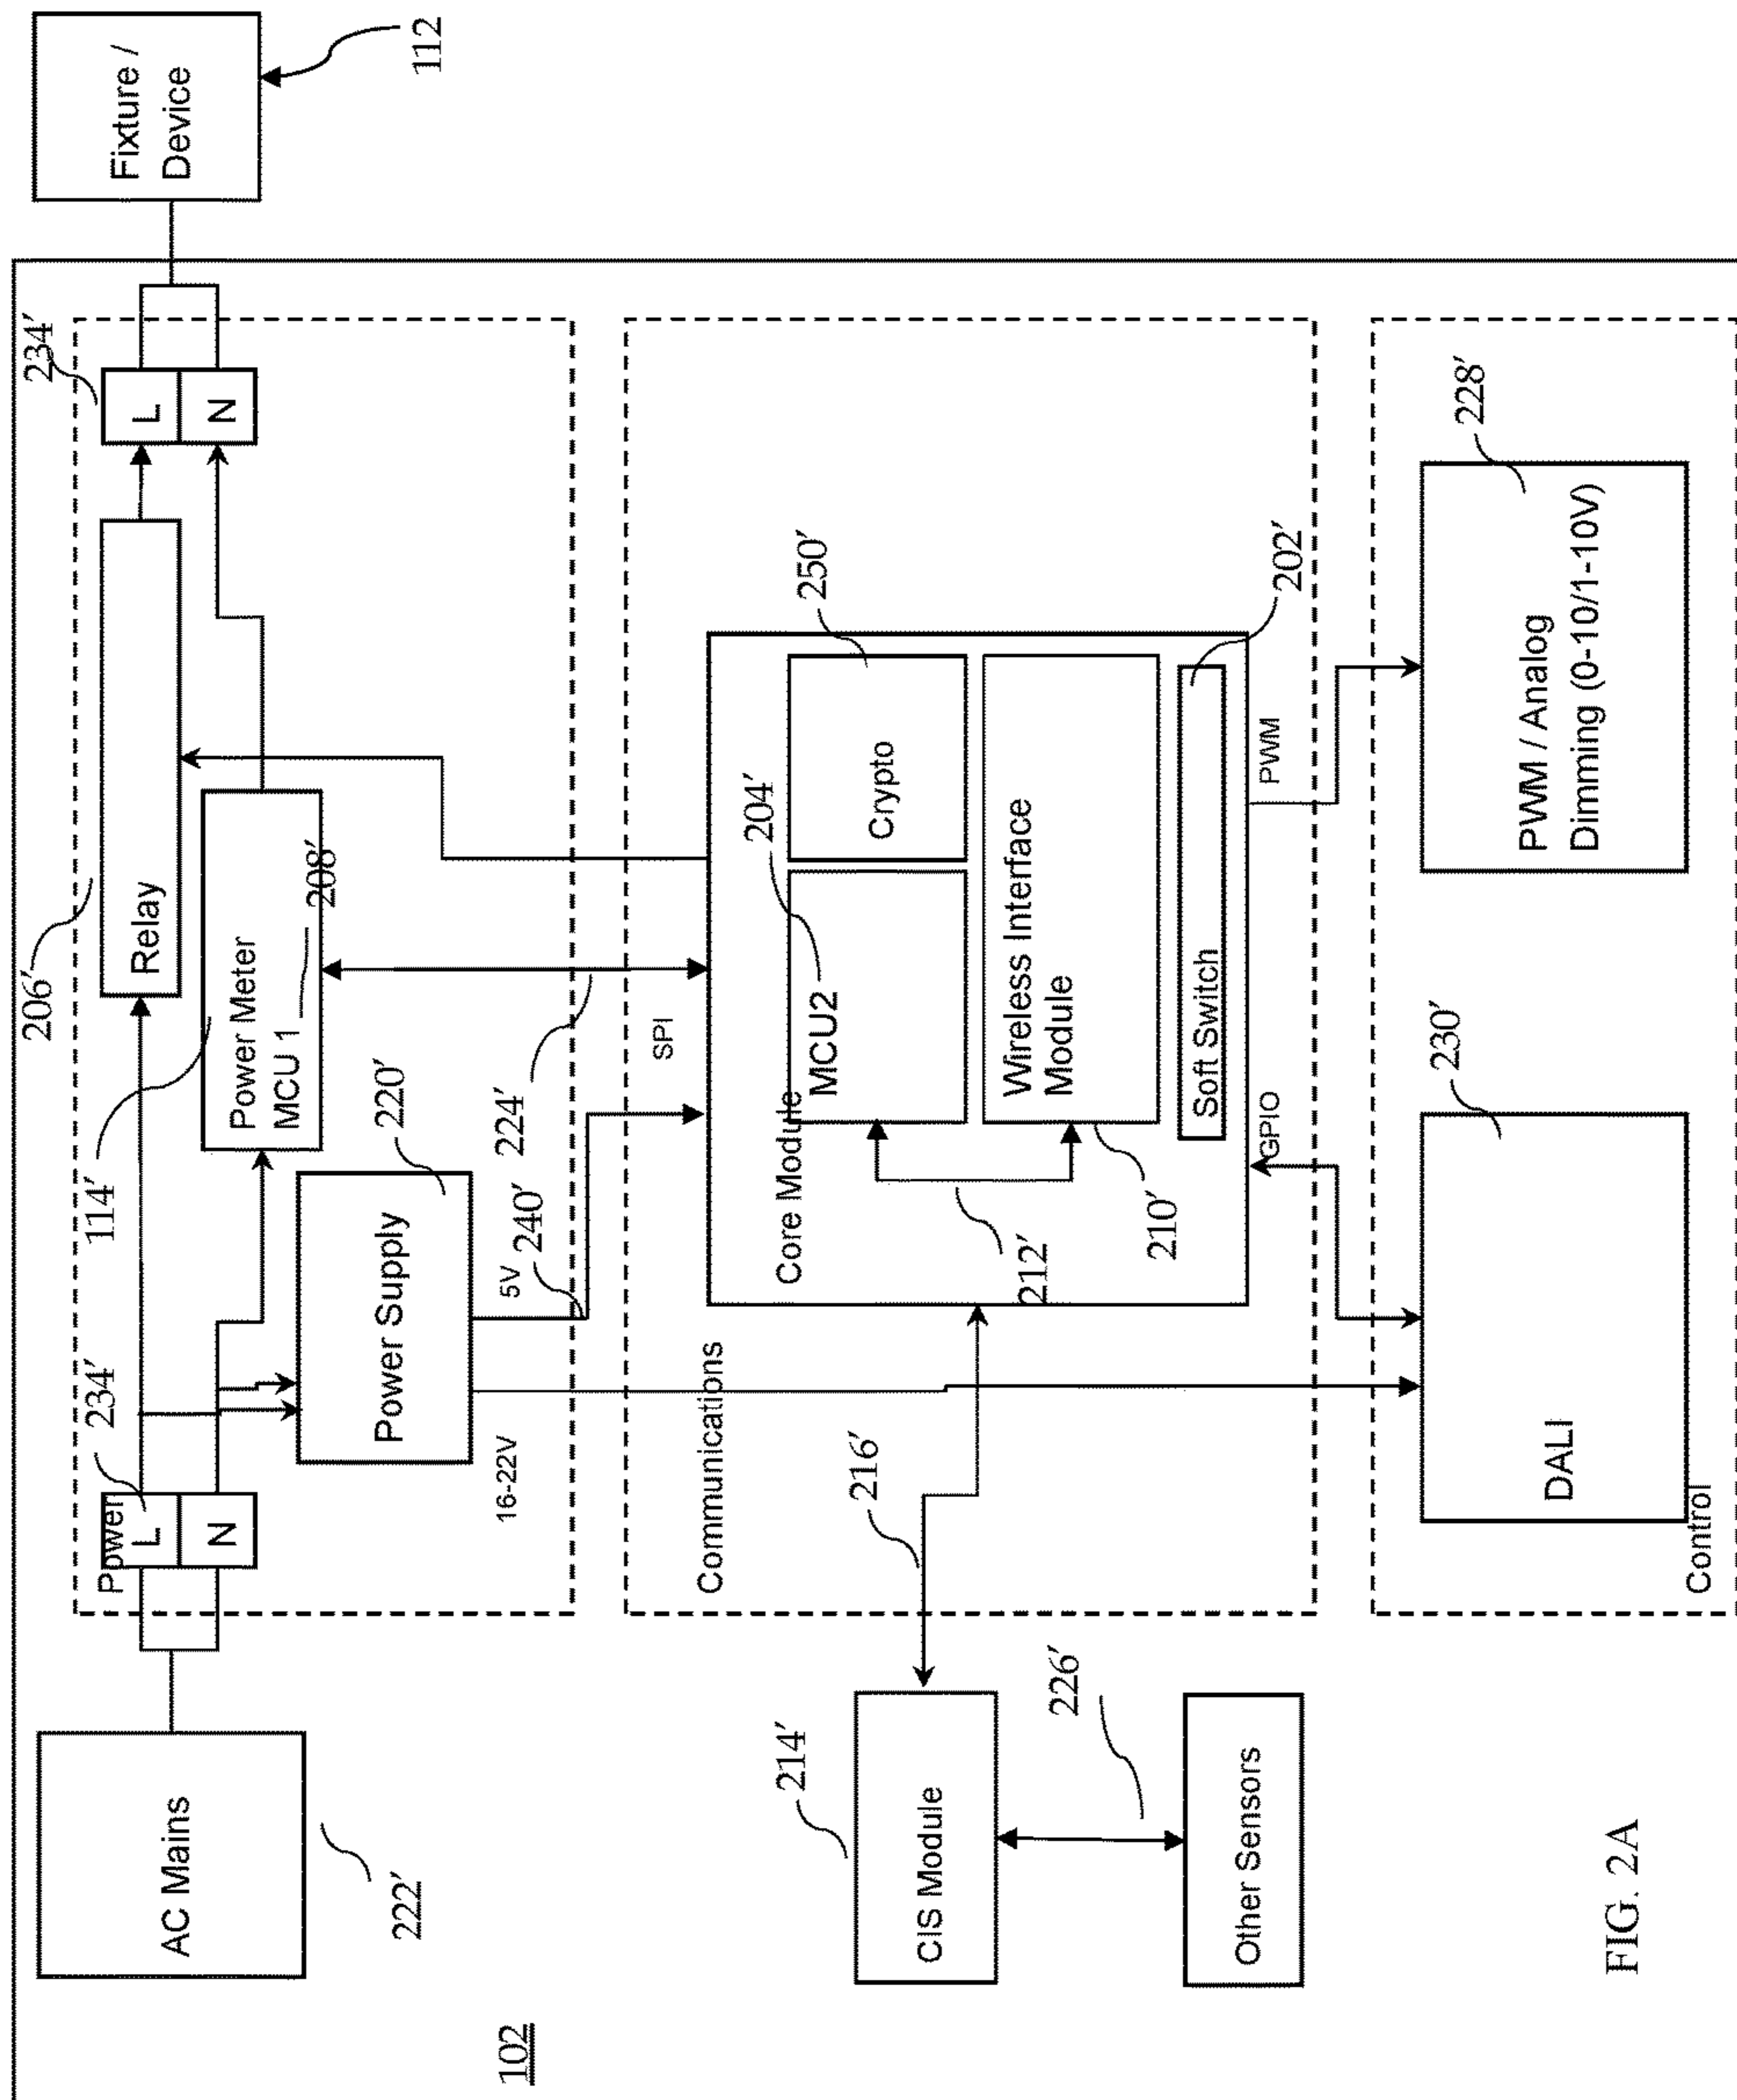 102
AC Mains
222'
Power
L
N
234'
Relay
206'
Power Meter
MCU 1
208'
114'
Power Supply
220'
16-22V
5V
240'
224'
SPI
L
N
234'
Fixture /
Device
112
Communications
Core Module
MCU2
204'
Crypto
250'
Wireless Interface
Module
210'
212'
Soft Switch
202'
GPIO
PWM
216'
CIS Module
214'
226'
Other Sensors
Control
DALI
230'
PWM / Analog
Dimming (0-10/1-10V)
228'
FIG. 2A